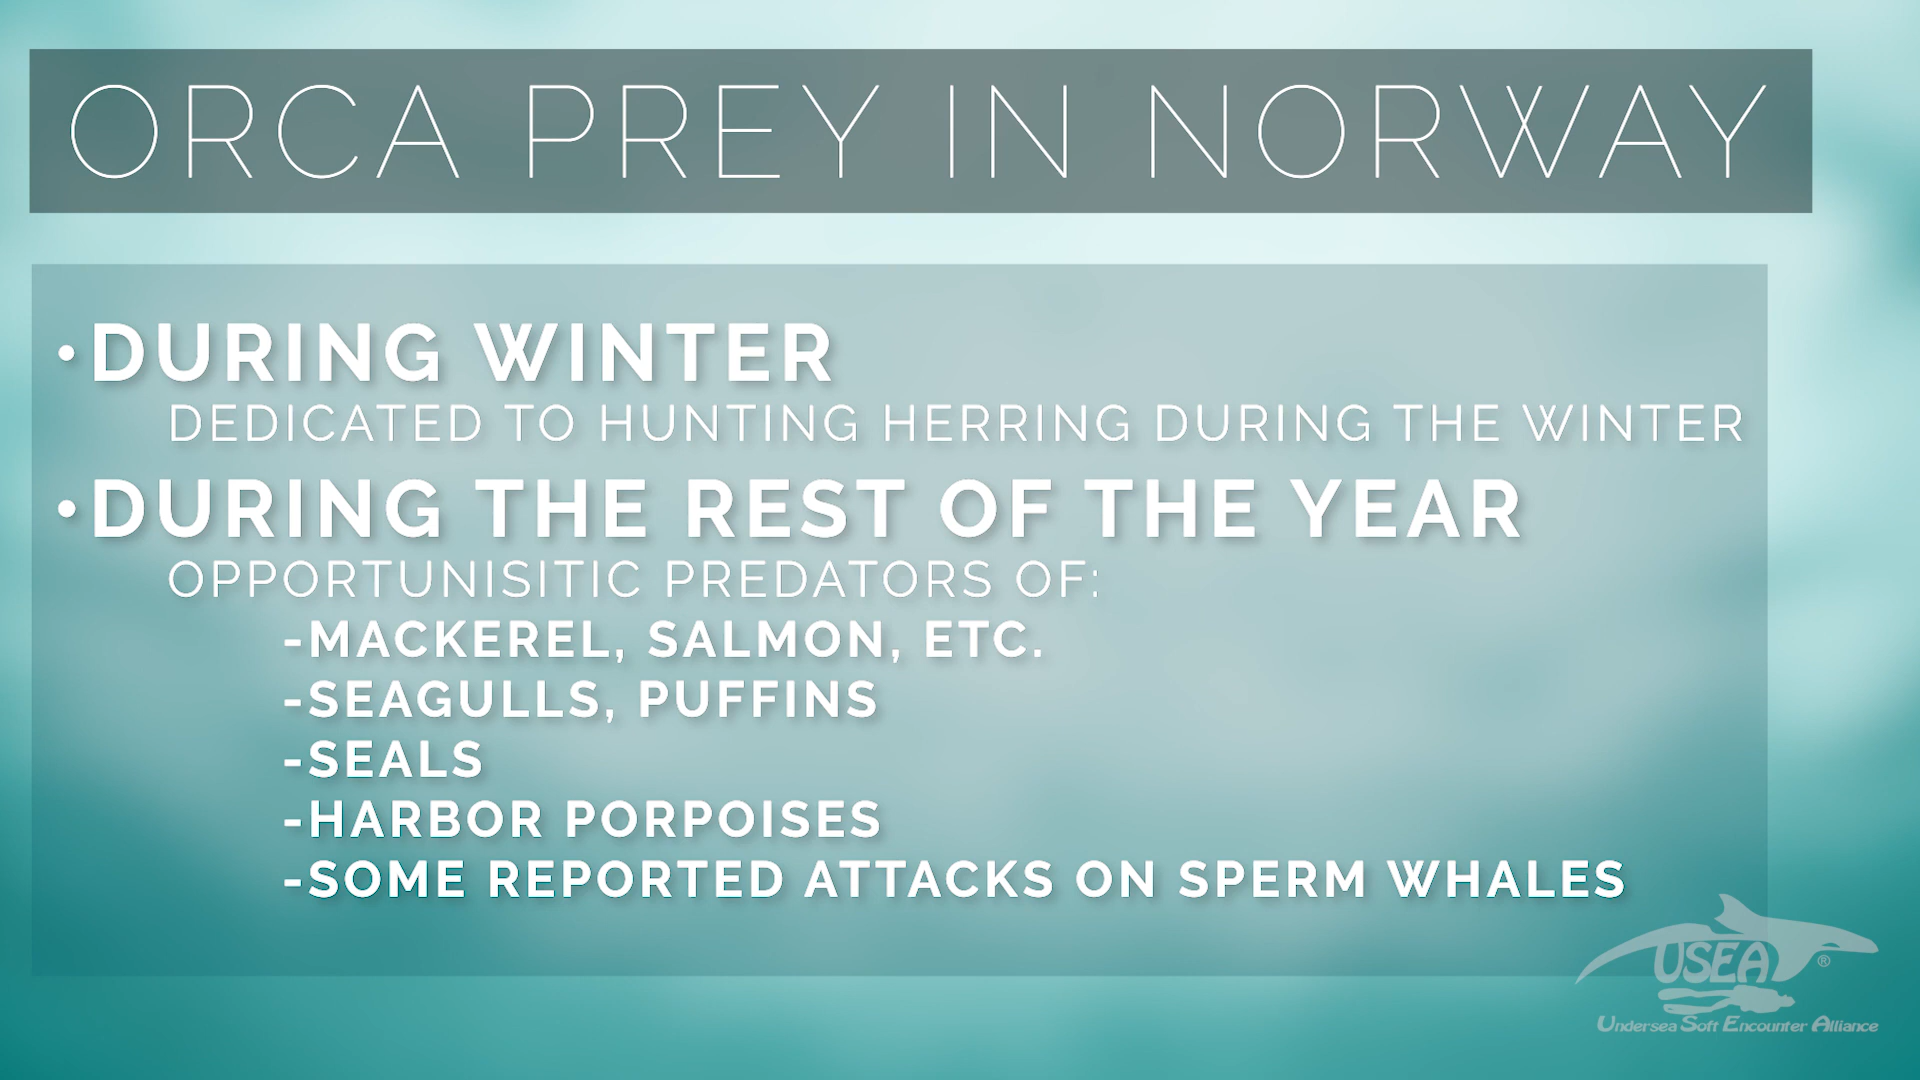 ORCA PREY IN NORWAY
•DURING WINTER
DEDICATED TO HUNTING HERRING DURING THE WINTER
•DURING THE REST OF THE YEAR
OPPORTUNISITIC PREDATORS OF:
-MACKEREL, SALMON, ETC.
-SEAGULLS, PUFFINS
-SEALS
-HARBOR PORPOISES
-SOME REPORTED ATTACKS ON SPERM WHALES
USEA®
Undersea Soft Encounter Alliance